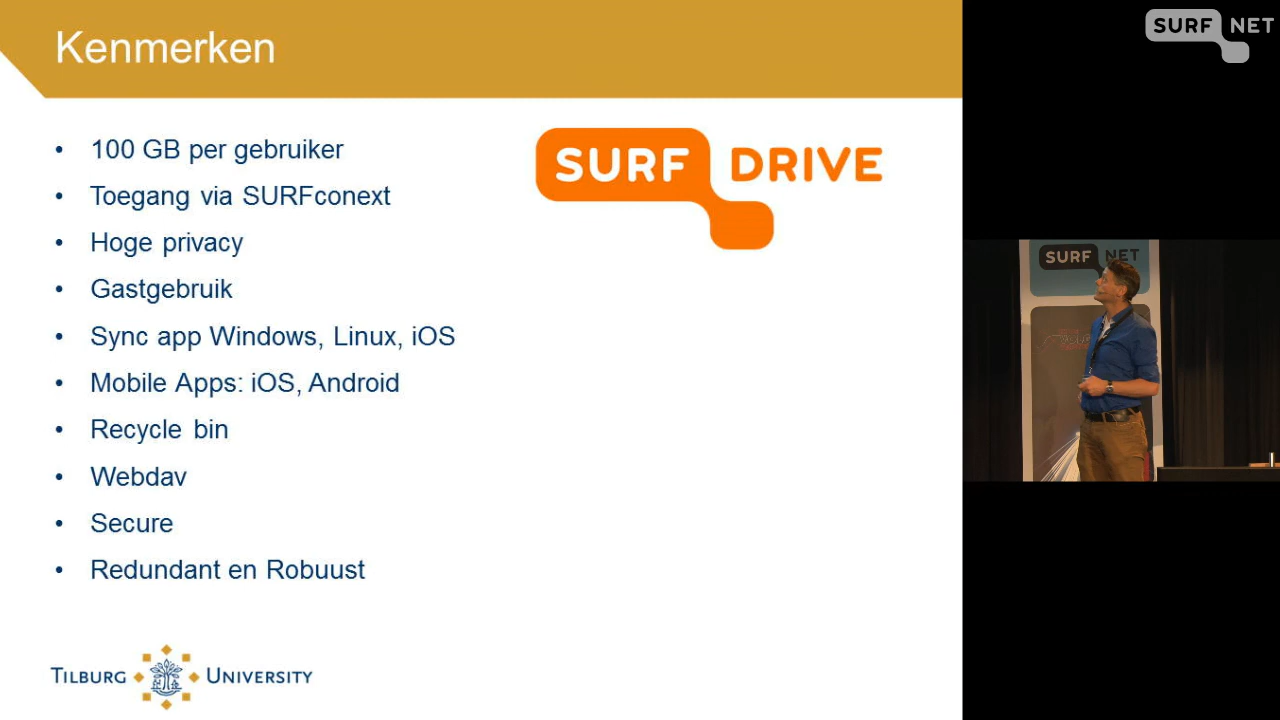 Kenmerken
• 100 GB per gebruiker
• Toegang via SURFconext
• Hoge privacy
• Gastgebruik
• Sync app Windows, Linux, iOS
• Mobile Apps: iOS, Android
• Recycle bin
• Webdav
• Secure
• Redundant en Robuust
SURF DRIVE
TILBURG UNIVERSITY
SURF NET
SURF NET